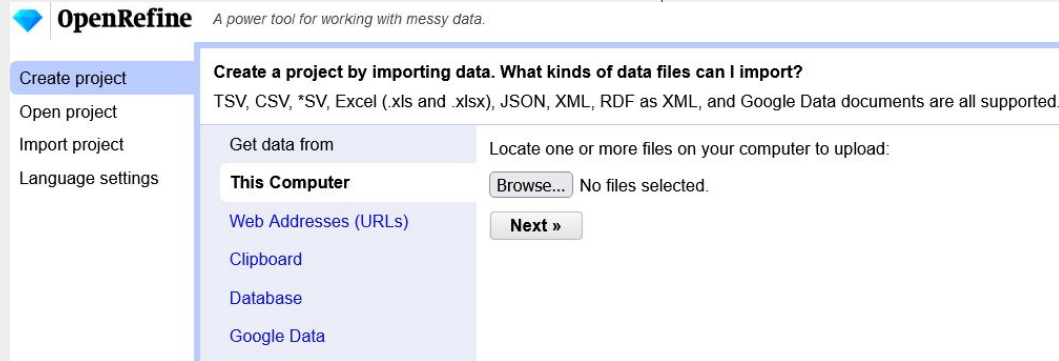 OpenRefine A power tool for working with messy data.
Create project
Open project
Import project
Language settings
Create a project by importing data. What kinds of data files can I import?
TSV, CSV, *SV, Excel (.xls and .xlsx), JSON, XML, RDF as XML, and Google Data documents are all supported.
Get data from
This Computer
Web Addresses (URLs)
Clipboard
Database
Google Data
Locate one or more files on your computer to upload:
Browse... No files selected.
Next »